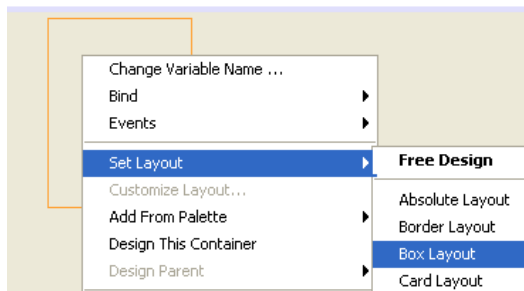 Change Variable Name ...
Bind
Events
Set Layout
Customize Layout...
Add From Palette
Design This Container
Design Parent
Free Design
Absolute Layout
Border Layout
Box Layout
Card Layout